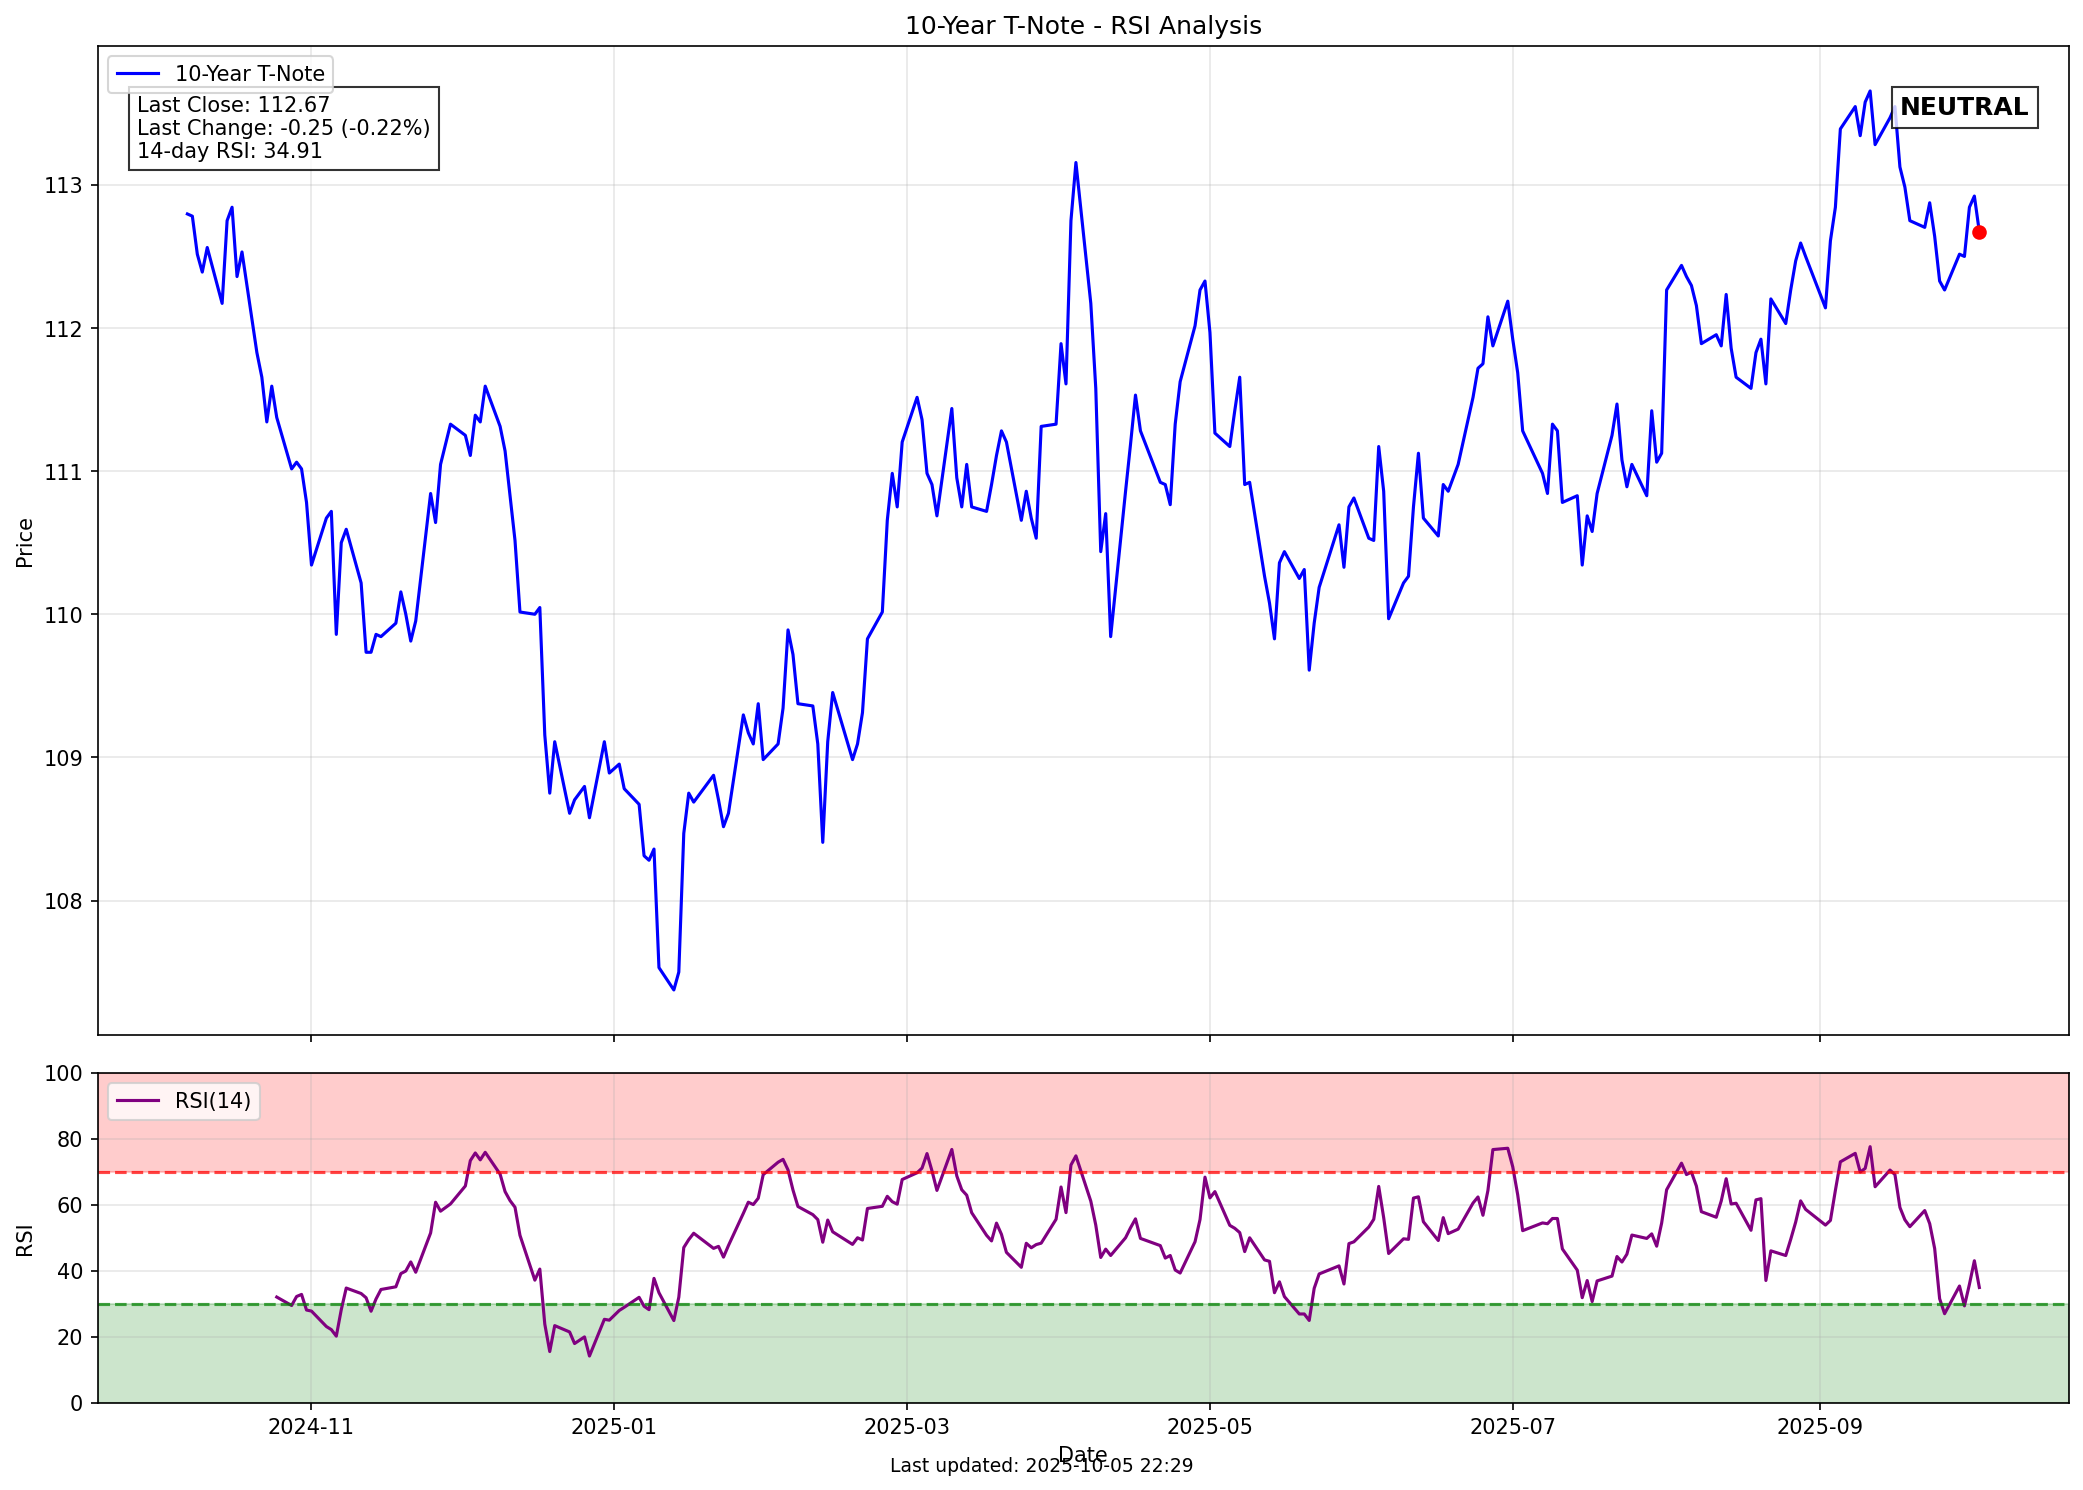 10-Year T-Note - RSI Analysis
10-Year T-Note
Last Close: 112.67
Last Change: -0.25 (-0.22%)
14-day RSI: 34.91
NEUTRAL
113
112
111
110
109
108
Price
RSI(14)
100
80
60
40
20
0
RSI
2024-11 2025-01 2025-03 2025-05 2025-07 2025-09
Date
Last updated: 2025-10-05 22:29